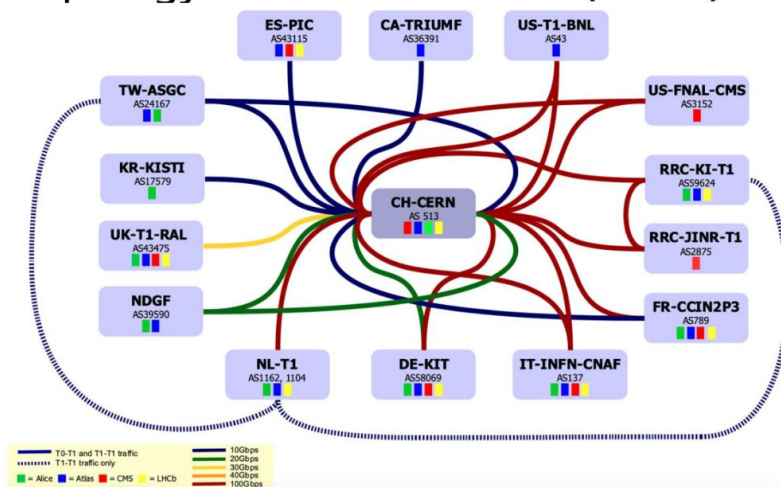 ES-PIC
AS43115
CA-TRIUMF
AS36391
US-T1-BNL
AS43
TW-ASGC
AS24167
US-FNAL-CMS
AS3152
KR-KISTI
AS17579
CH-CERN
AS 513
RRC-KI-T1
AS59624
UK-T1-RAL
AS43475
RRC-JINR-T1
AS2875
NDGF
AS39590
FR-CCIN2P3
AS789
NL-T1
AS1162, 1104
DE-KIT
AS58069
IT-INFN-CNAF
AS137
T0-T1 and T1-T1 traffic
T1-T1 traffic only
= Alice = Atlas = CMS = LHCb
10Gbps
20Gbps
30Gbps
40Gbps
100Gbps